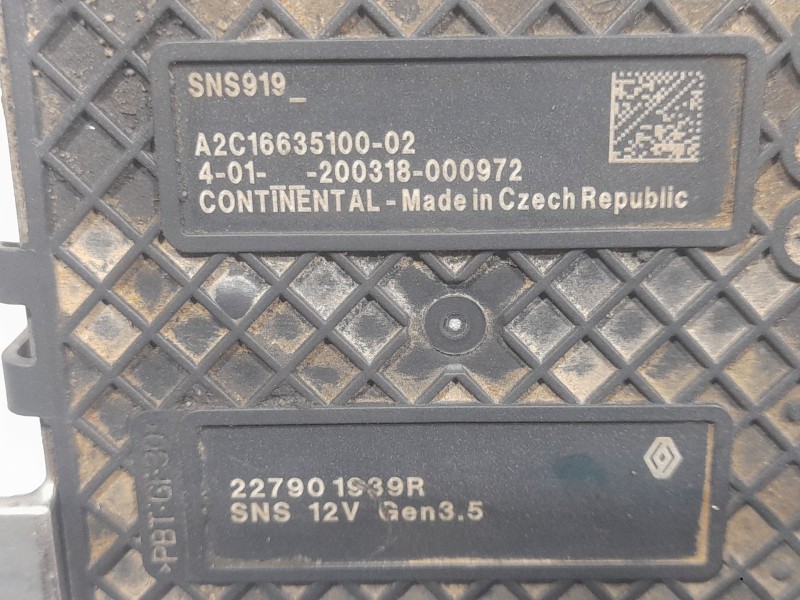 SNS919_
A2C16635100-02
4-01-__-200318-000972
CONTINENTAL - Made in Czech Republic
227901939R
SNS 12V Gen3.5
>PBT-GF30